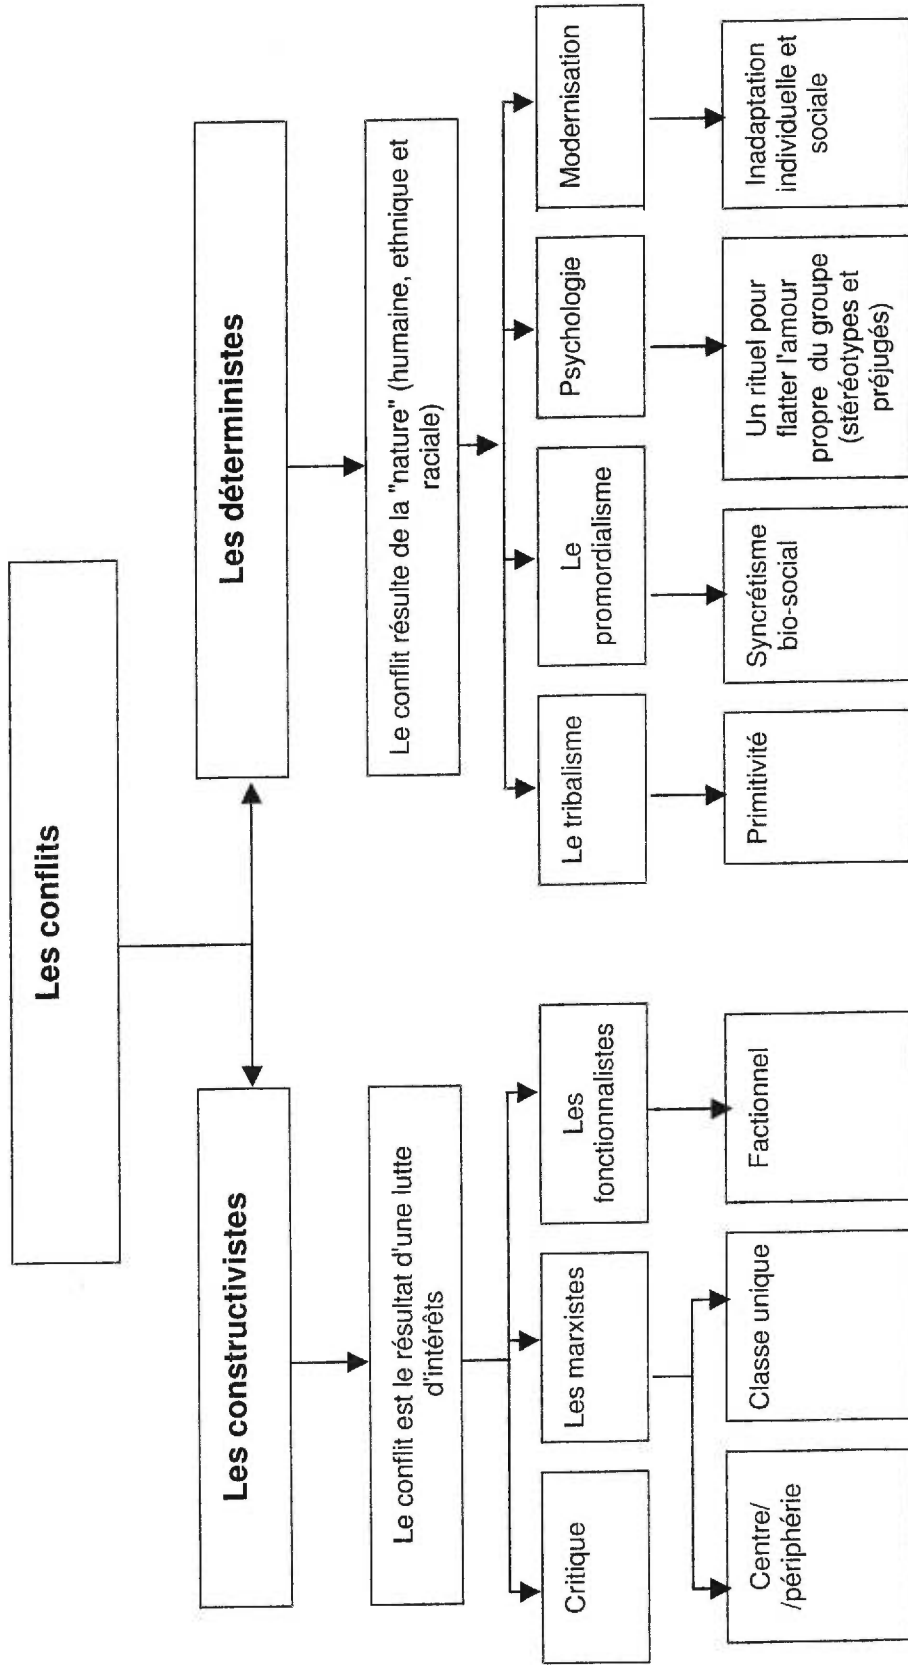 Les conflits
Les constructivistes
Les déterministes
Le conflit est le résultat d'une lutte
d'intérêts
Le conflit résulte de la "nature" (humaine, ethnique et
raciale)
Critique
Les marxistes
Les
fonctionnalistes
Le tribalisme
Le
promordialisme
Psychologie
Modernisation
Centre/
/périphérie
Classe unique
Factionnel
Primitivité
Syncrétisme
bio-social
Un rituel pour
flatter l'amour
propre du groupe
(stéréotypes et
préjugés)
Inadaptation
individuelle et
sociale